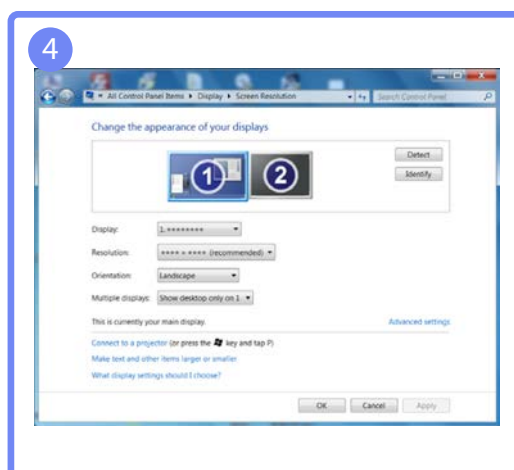 4
All Control Panel Items ▸ Display ▸ Screen Resolution
Search Control Panel
Change the appearance of your displays
1
2
Detect
Identify
Display: 1. ********
Resolution: **** x **** (recommended)
Orientation: Landscape
Multiple displays: Show desktop only on 1
This is currently your main display.
Advanced settings
Connect to a projector (or press the key and tap P)
Make text and other items larger or smaller
What display settings should I choose?
OK
Cancel
Apply